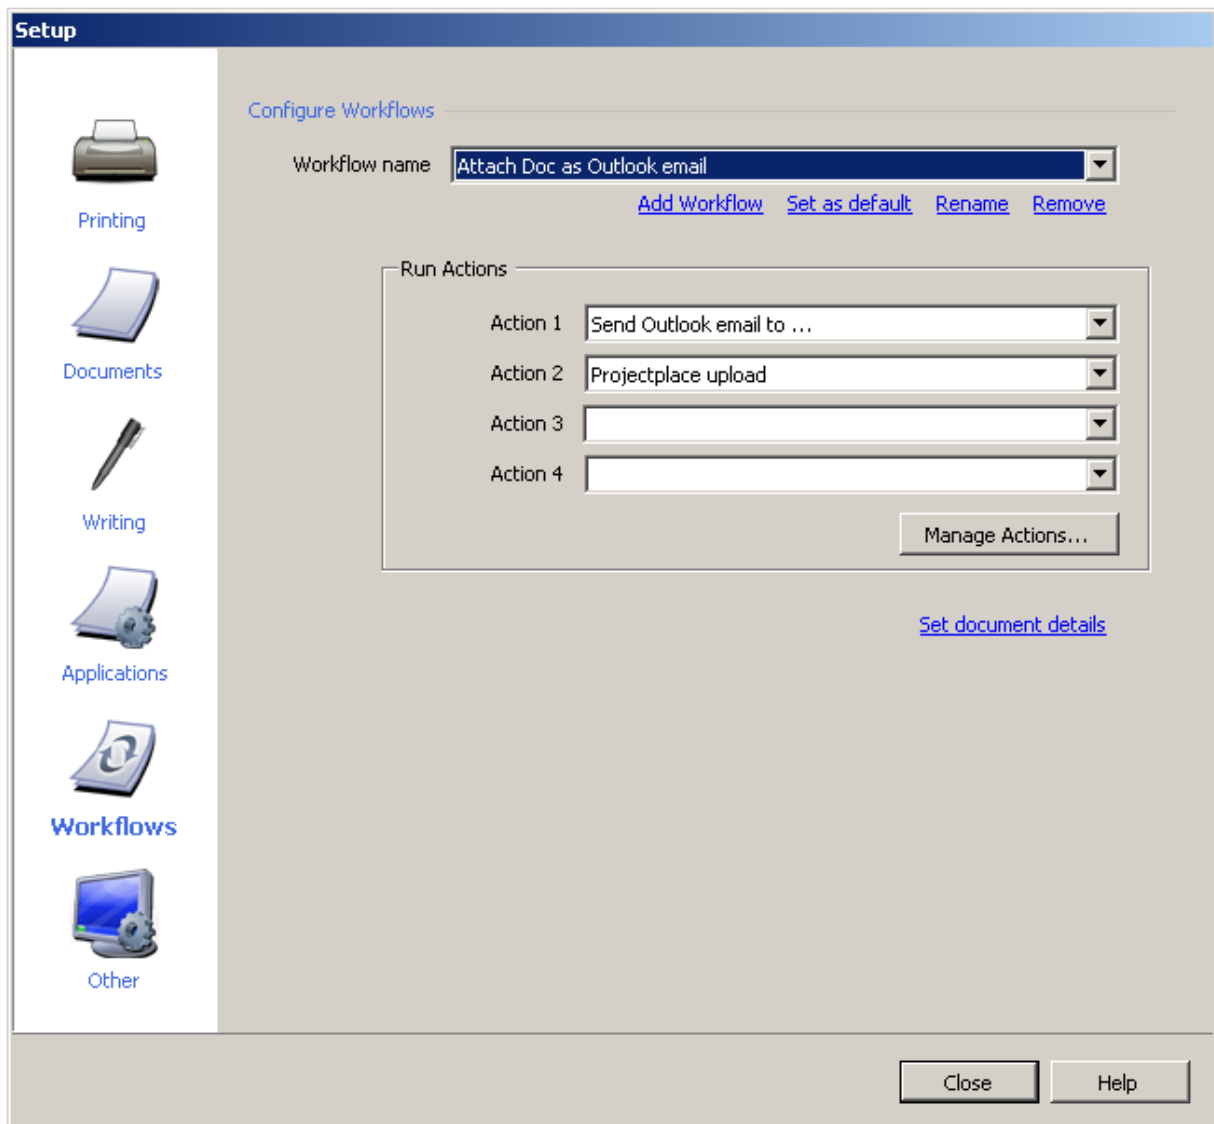 Setup
Printing
Documents
Writing
Applications
Workflows
Other
Configure Workflows
Workflow name Attach Doc as Outlook email
Add Workflow Set as default Rename Remove
Run Actions
Action 1 Send Outlook email to ...
Action 2 Projectplace upload
Action 3
Action 4
Manage Actions...
Set document details
Close Help